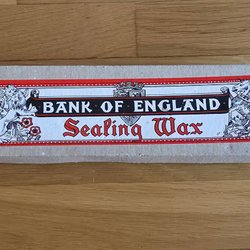 BANK OF ENGLAND
Sealing Wax